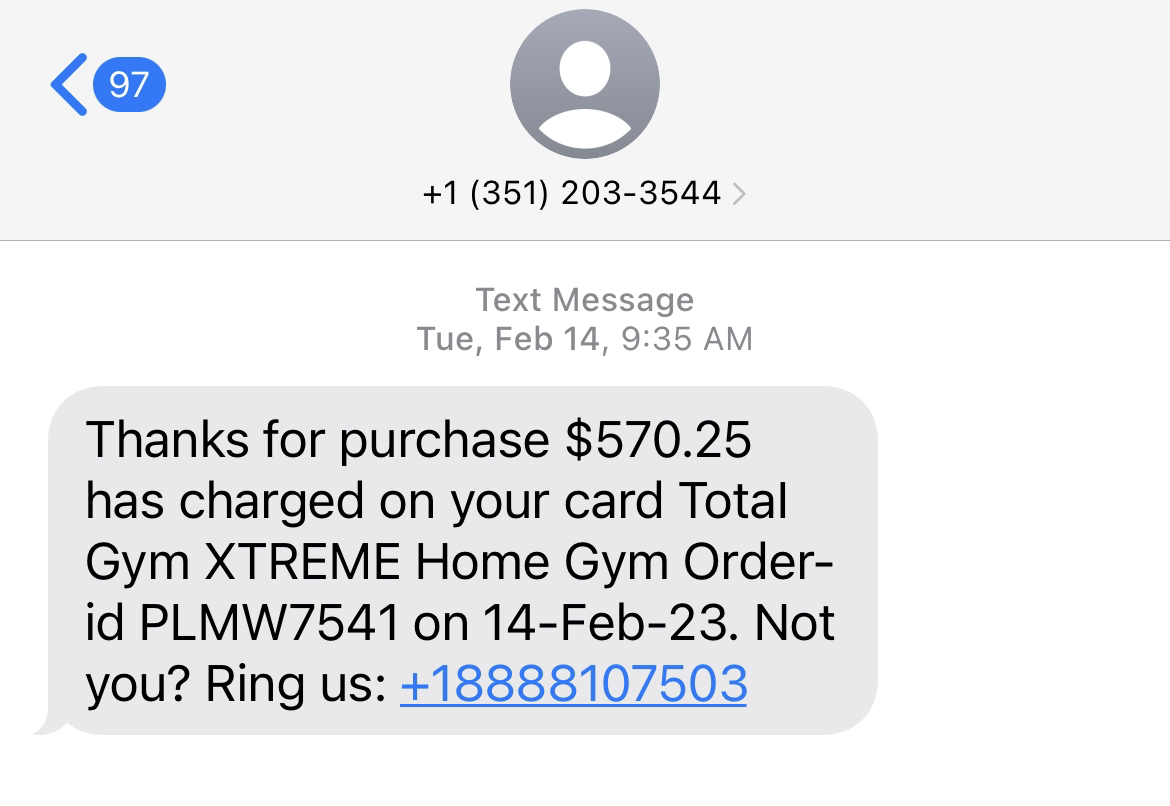 97
+1 (351) 203-3544
Text Message
Tue, Feb 14, 9:35 AM
Thanks for purchase $570.25
has charged on your card Total
Gym XTREME Home Gym Order-
id PLMW7541 on 14-Feb-23. Not
you? Ring us: +18888107503